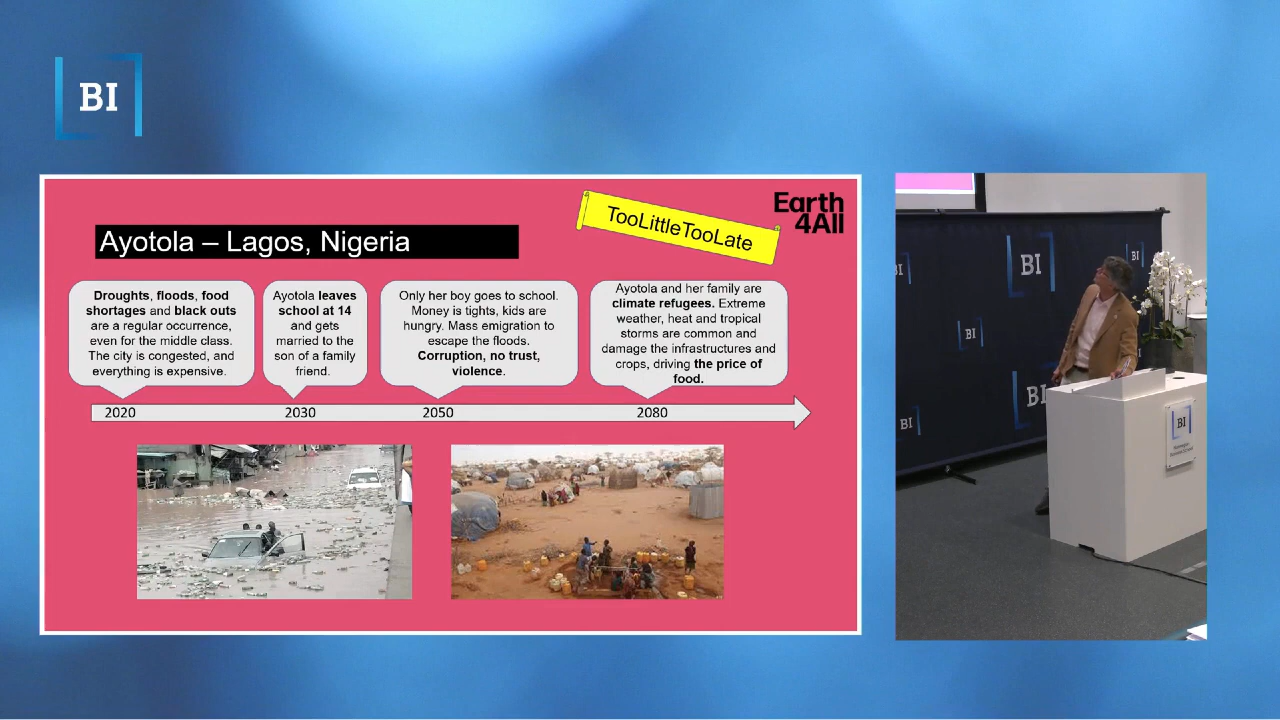 BI
Earth
4All
TooLittleTooLate
Ayotola – Lagos, Nigeria
Droughts, floods, food
shortages and black outs
are a regular occurrence,
even for the middle class.
The city is congested, and
everything is expensive.
Ayotola leaves
school at 14
and gets
married to the
son of a family
friend.
Only her boy goes to school.
Money is tights, kids are
hungry. Mass emigration to
escape the floods.
Corruption, no trust,
violence.
Ayotola and her family are
climate refugees. Extreme
weather, heat and tropical
storms are common and
damage the infrastructures and
crops, driving the price of
food.
2020
2030
2050
2080
BI
BI
BI
BI
BI
BI
BI